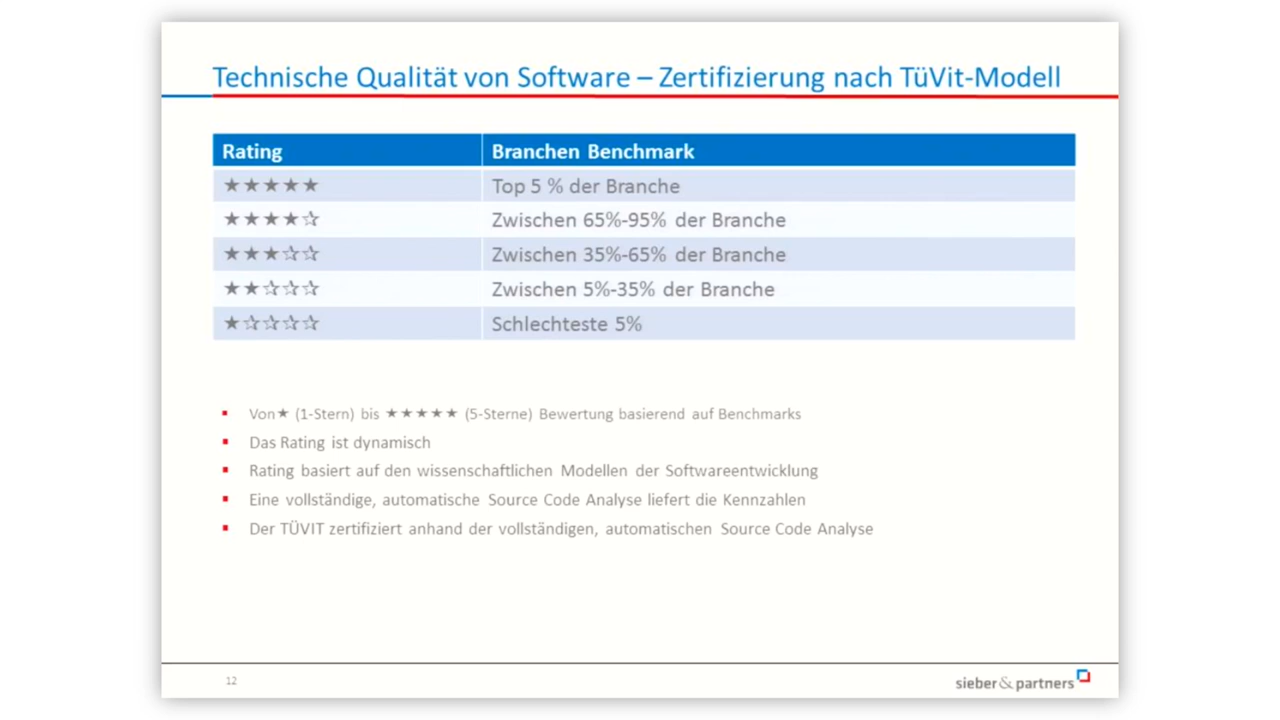 Technische Qualität von Software – Zertifizierung nach TüVit-Modell
Rating Branchen Benchmark
★★★★★ Top 5 % der Branche
★★★★☆ Zwischen 65%-95% der Branche
★★★☆☆ Zwischen 35%-65% der Branche
★★☆☆☆ Zwischen 5%-35% der Branche
★☆☆☆☆ Schlechteste 5%
▪ Von★ (1-Stern) bis ★★★★★ (5-Sterne) Bewertung basierend auf Benchmarks
▪ Das Rating ist dynamisch
▪ Rating basiert auf den wissenschaftlichen Modellen der Softwareentwicklung
▪ Eine vollständige, automatische Source Code Analyse liefert die Kennzahlen
▪ Der TÜVIT zertifiziert anhand der vollständigen, automatischen Source Code Analyse
12
sieber&partners